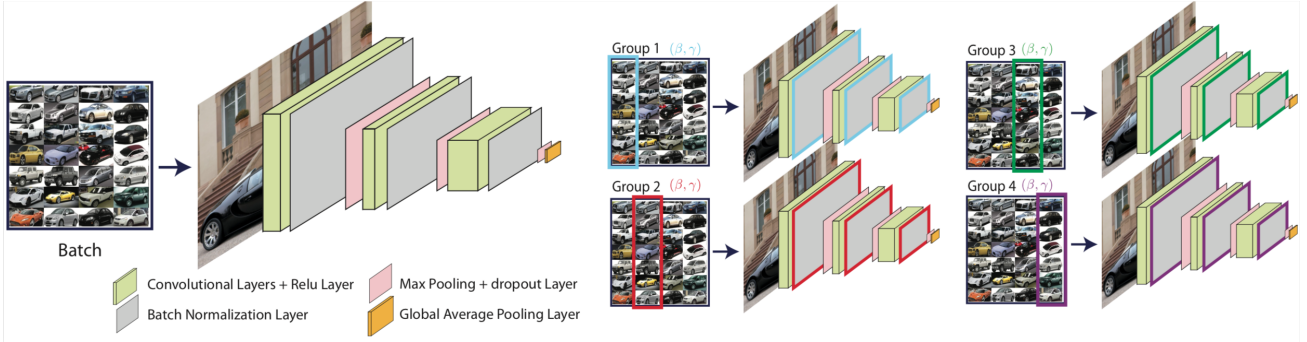 Batch
Convolutional Layers + Relu Layer
Batch Normalization Layer
Max Pooling + dropout Layer
Global Average Pooling Layer
Group 1 (β, γ)
Group 2 (β, γ)
Group 3 (β, γ)
Group 4 (β, γ)